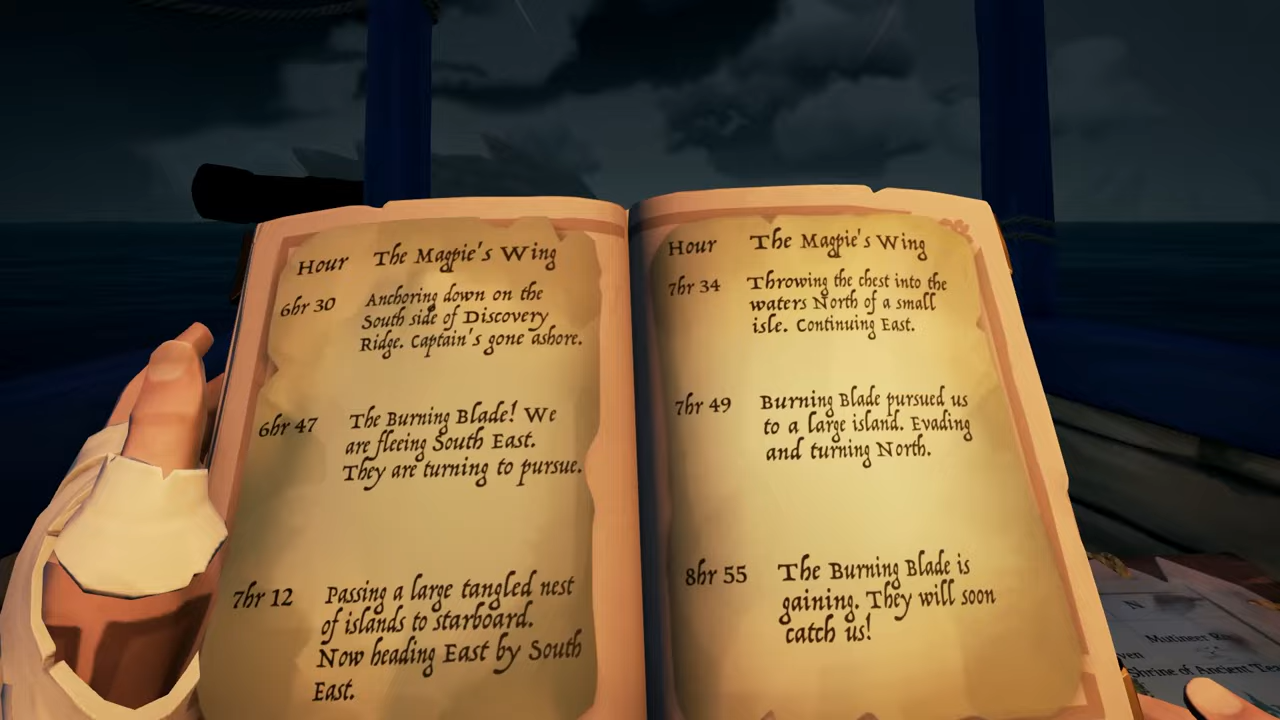 Hour The Magpie's Wing
6hr 30 Anchoring down on the
South side of Discovery
Ridge. Captain's gone ashore.
6hr 47 The Burning Blade! We
are fleeing South East.
They are turning to pursue.
7hr 12 Passing a large tangled nest
of islands to starboard.
Now heading East by South
East.
Hour The Magpie's Wing
7hr 34 Throwing the chest into the
waters North of a small
isle. Continuing East.
7hr 49 Burning Blade pursued us
to a large island. Evading
and turning North.
8hr 55 The Burning Blade is
gaining. They will soon
catch us!
N
Mutineer
Shrine of Ancient